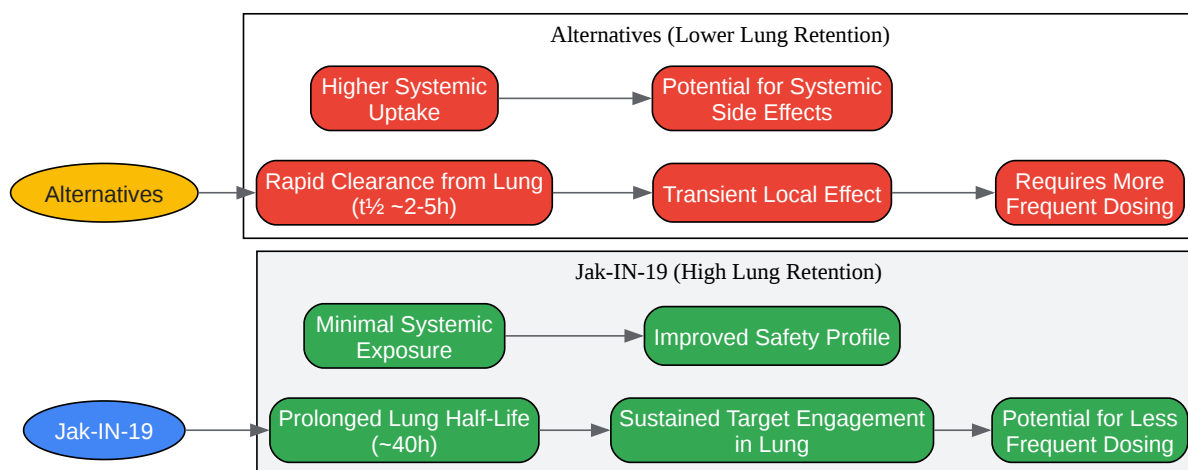 Alternatives (Lower Lung Retention)
Higher Systemic
Uptake
Potential for Systemic
Side Effects
Alternatives
Rapid Clearance from Lung
(t½ ~2-5h)
Transient Local Effect
Requires More
Frequent Dosing
Jak-IN-19 (High Lung Retention)
Minimal Systemic
Exposure
Improved Safety Profile
Jak-IN-19
Prolonged Lung Half-Life
(~40h)
Sustained Target Engagement
in Lung
Potential for Less
Frequent Dosing